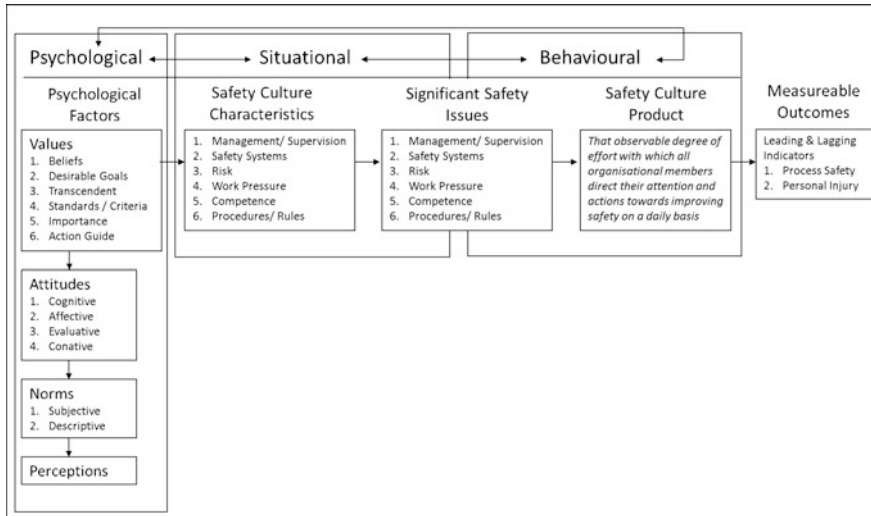 Psychological
Situational
Behavioural
Psychological
Factors
Values
1. Beliefs
2. Desirable Goals
3. Transcendent
4. Standards / Criteria
5. Importance
6. Action Guide
Attitudes
1. Cognitive
2. Affective
3. Evaluative
4. Conative
Norms
1. Subjective
2. Descriptive
Perceptions
Safety Culture
Characteristics
1. Management/ Supervision
2. Safety Systems
3. Risk
4. Work Pressure
5. Competence
6. Procedures/ Rules
Significant Safety
Issues
1. Management/ Supervision
2. Safety Systems
3. Risk
4. Work Pressure
5. Competence
6. Procedures/ Rules
Safety Culture
Product
That observable degree of
effort with which all
organisational members
direct their attention and
actions towards improving
safety on a daily basis
Measureable
Outcomes
Leading & Lagging
Indicators
1. Process Safety
2. Personal Injury